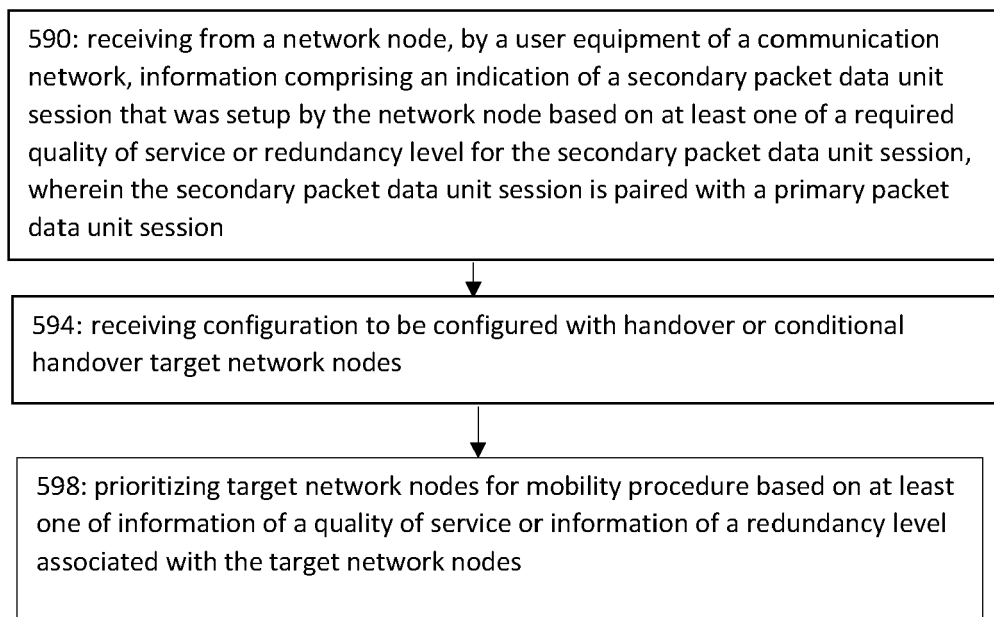 590: receiving from a network node, by a user equipment of a communication
network, information comprising an indication of a secondary packet data unit
session that was setup by the network node based on at least one of a required
quality of service or redundancy level for the secondary packet data unit session,
wherein the secondary packet data unit session is paired with a primary packet
data unit session
594: receiving configuration to be configured with handover or conditional
handover target network nodes
598: prioritizing target network nodes for mobility procedure based on at least
one of information of a quality of service or information of a redundancy level
associated with the target network nodes